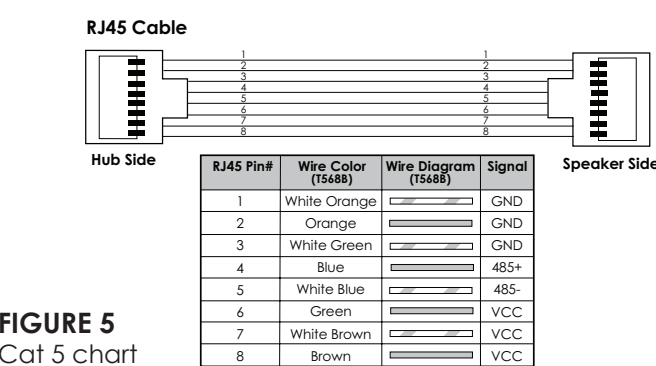 RJ45 Cable
1 1
2 2
3 3
4 4
5 5
6 6
7 7
8 8
Hub Side
Speaker Side
RJ45 Pin# Wire Color (T568B) Wire Diagram (T568B) Signal
1 White Orange GND
2 Orange GND
3 White Green GND
4 Blue 485+
5 White Blue 485-
6 Green VCC
7 White Brown VCC
8 Brown VCC
FIGURE 5
Cat 5 chart